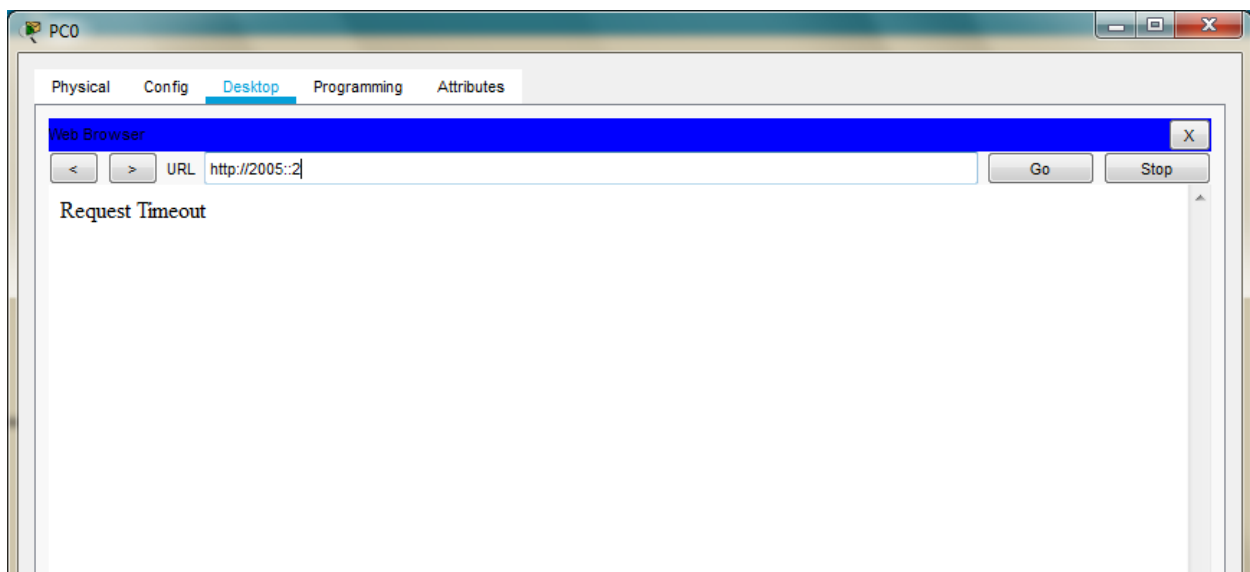 PC0
X
Physical Config Desktop Programming Attributes
Web Browser
X
< > URL http://2005::2 Go Stop
Request Timeout